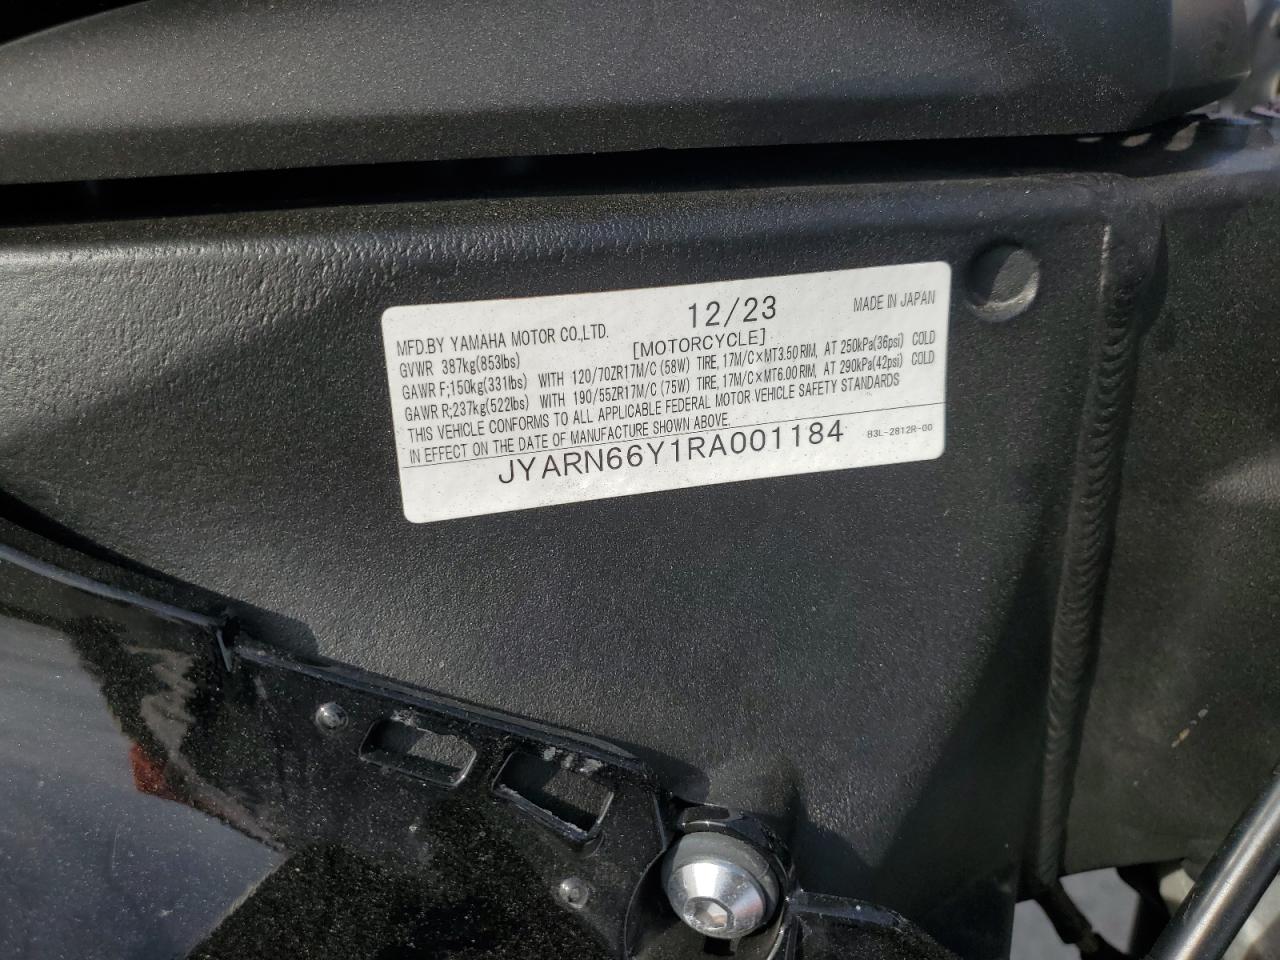 12/23
MADE IN JAPAN
MFD.BY YAMAHA MOTOR CO.,LTD.
[MOTORCYCLE]
GVWR 387kg(853lbs)
GAWR F;150kg(331lbs) WITH 120/70ZR17M/C (58W) TIRE, 17M/C×MT3.50 RIM, AT 250kPa(36psi) COLD
GAWR R;237kg(522lbs) WITH 190/55ZR17M/C (75W) TIRE, 17M/C×MT6.00 RIM, AT 290kPa(42psi) COLD
THIS VEHICLE CONFORMS TO ALL APPLICABLE FEDERAL MOTOR VEHICLE SAFETY STANDARDS
IN EFFECT ON THE DATE OF MANUFACTURE SHOWN ABOVE.
JYARN66Y1RA001184
B3L-2812R-00